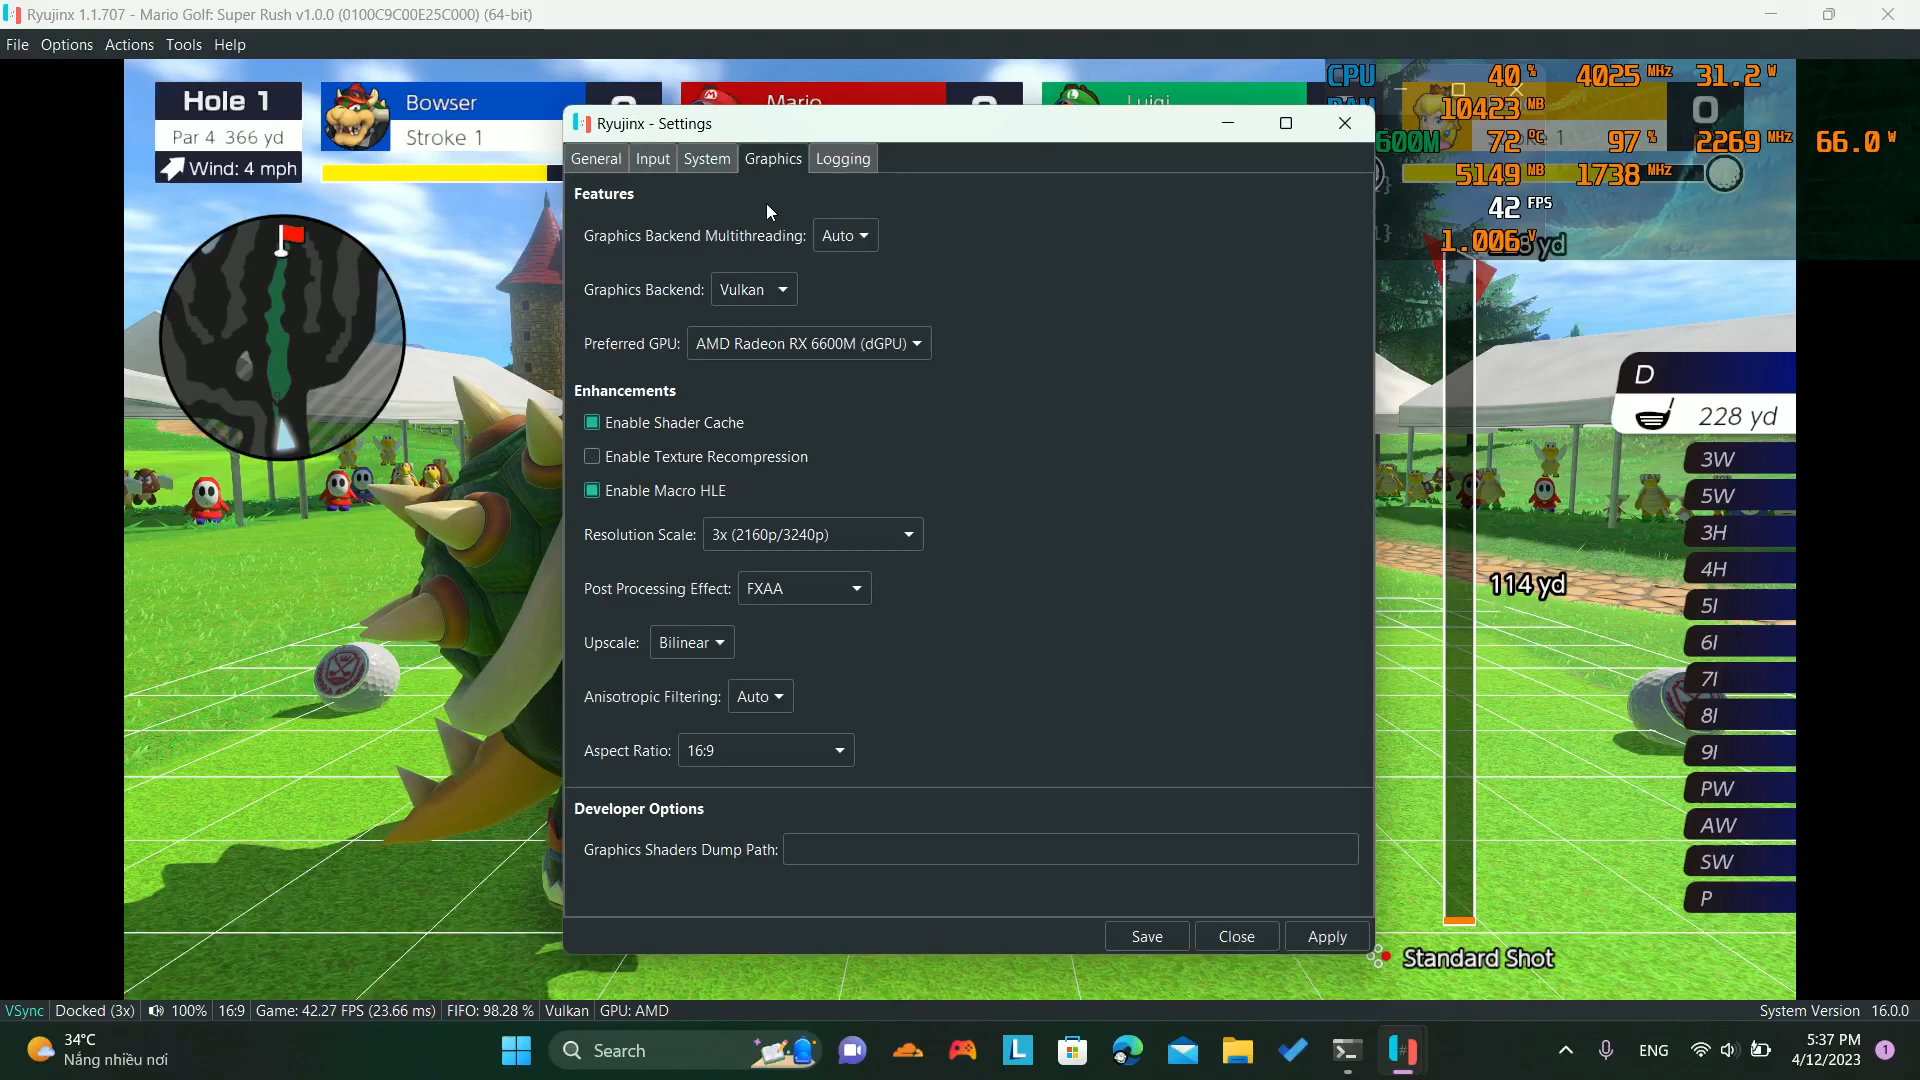 Ryujinx 1.1.707 - Mario Golf: Super Rush v1.0.0 (0100C9C00E25C000) (64-bit)
File Options Actions Tools Help
Hole 1
Par 4 366 yd
Wind: 4 mph
Bowser
Stroke 1
Mario
Luigi
CPU 40 % 4025 MHz 31.2 W
10423 MB
600M 72 °C 97 % 2269 MHz 66.0 W
5149 MB 1738 MHz
42 FPS
1.006 V
0
Ryujinx - Settings
General Input System Graphics Logging
Features
Graphics Backend Multithreading: Auto
Graphics Backend: Vulkan
Preferred GPU: AMD Radeon RX 6600M (dGPU)
Enhancements
Enable Shader Cache
Enable Texture Recompression
Enable Macro HLE
Resolution Scale: 3x (2160p/3240p)
Post Processing Effect: FXAA
Upscale: Bilinear
Anisotropic Filtering: Auto
Aspect Ratio: 16:9
Developer Options
Graphics Shaders Dump Path:
Save Close Apply
114 yd
D
228 yd
3W
5W
3H
4H
5I
6I
7I
8I
9I
PW
AW
SW
P
Standard Shot
VSync Docked (3x) 100% 16:9 Game: 42.27 FPS (23.66 ms) FIFO: 98.28 % Vulkan GPU: AMD
System Version 16.0.0
34°C
Nắng nhiều nơi
Search
L
ENG
5:37 PM
4/12/2023
1